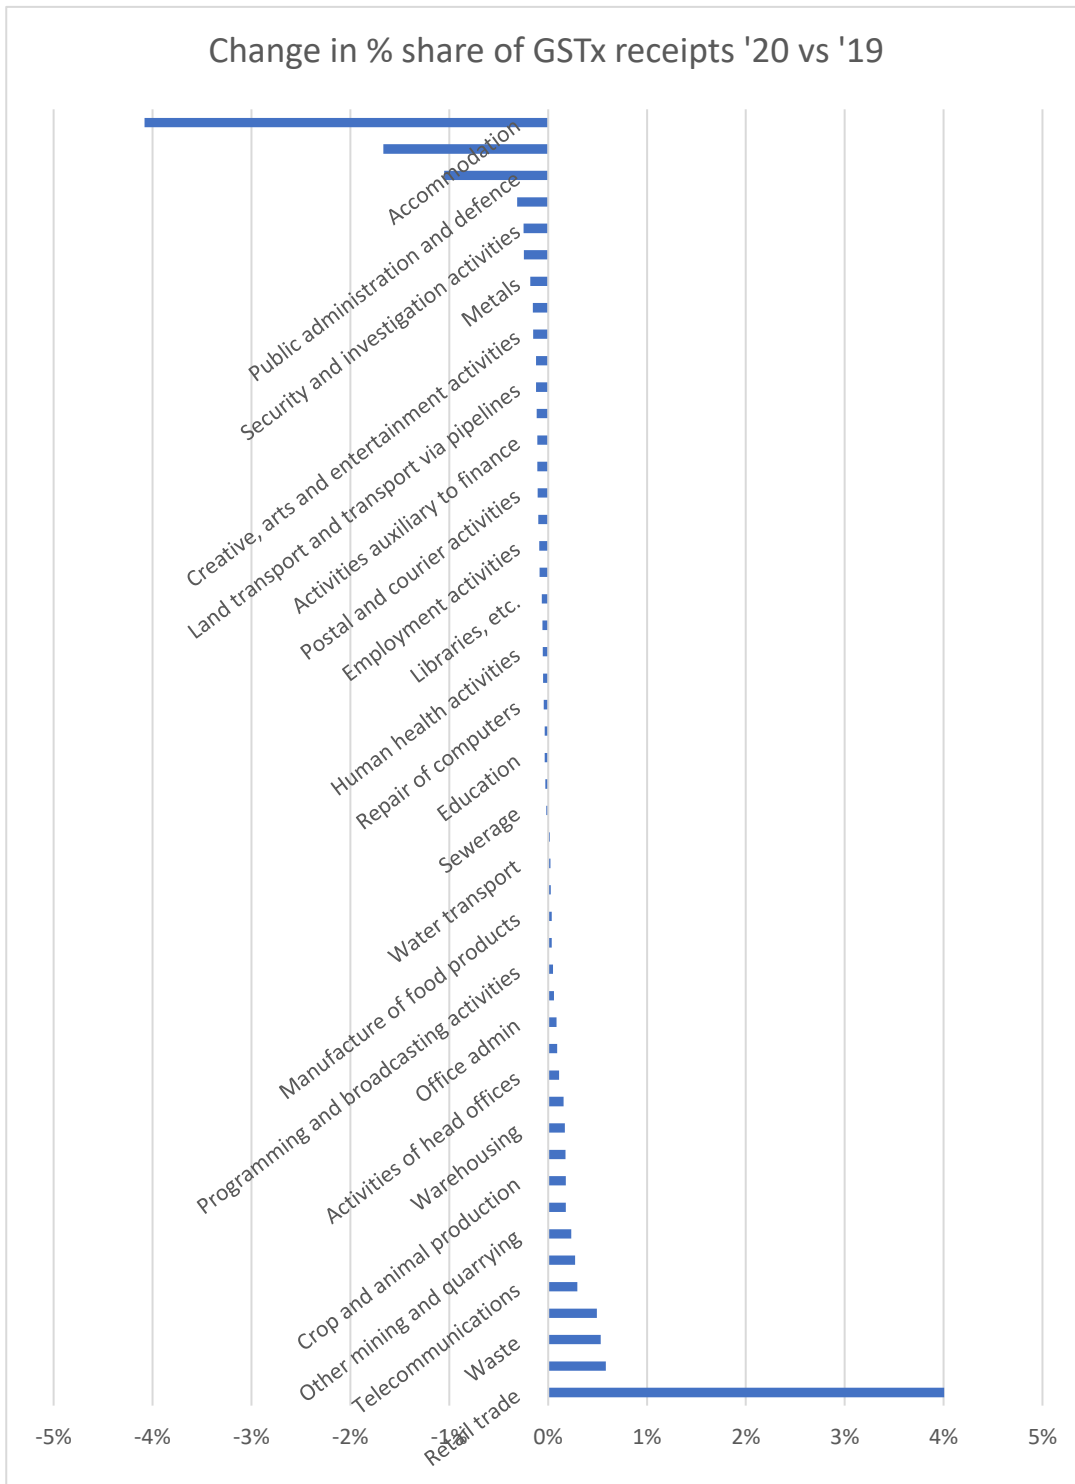 Change in % share of GSTx receipts '20 vs '19
Accommodation
Public administration and defence
Security and investigation activities
Metals
Creative, arts and entertainment activities
Land transport and transport via pipelines
Activities auxiliary to finance
Postal and courier activities
Employment activities
Libraries, etc.
Human health activities
Repair of computers
Education
Sewerage
Water transport
Manufacture of food products
Programming and broadcasting activities
Office admin
Activities of head offices
Warehousing
Crop and animal production
Other mining and quarrying
Telecommunications
Waste
Retail trade
-5% -4% -3% -2% -1% 0% 1% 2% 3% 4% 5%